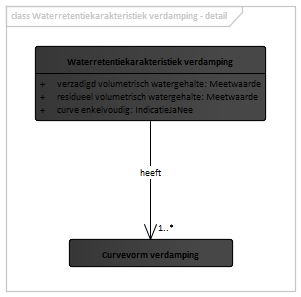 class Waterretentiekarakteristiek verdamping - detail
Waterretentiekarakteristiek verdamping
+ verzadigd volumetrisch watergehalte: Meetwaarde
+ residueel volumetrisch watergehalte: Meetwaarde
+ curve enkelvoudig: IndicatieJaNee
heeft
1..*
Curvevorm verdamping